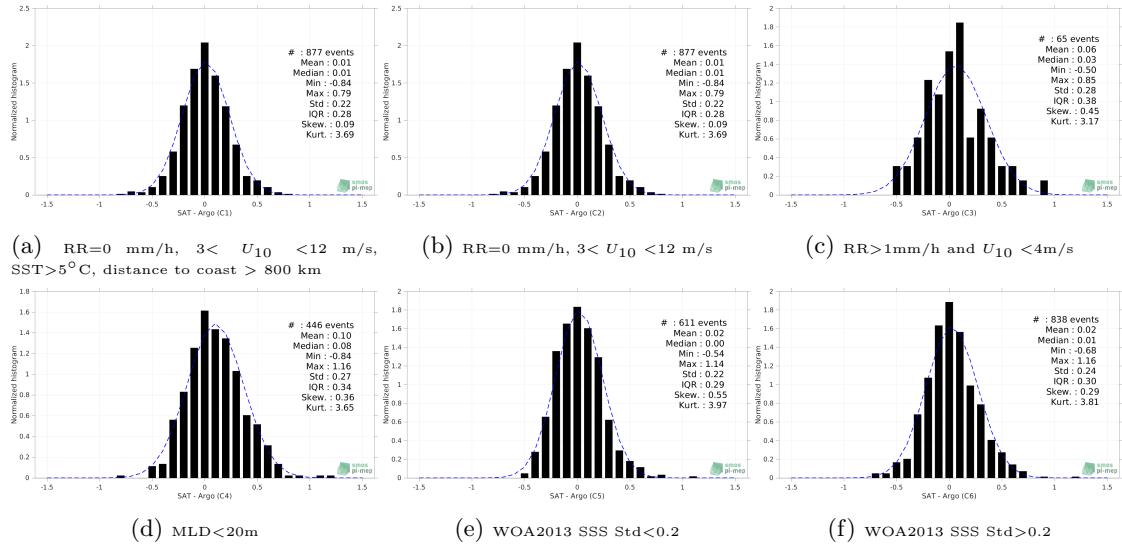 2.5
2
1.5
1
0.5
0
Normalized histogram
-1.5 -1 -0.5 0 0.5 1 1.5
SAT - Argo (C1)
# : 877 events
Mean : 0.01
Median : 0.01
Min : -0.84
Max : 0.79
Std : 0.22
IQR : 0.28
Skew. : 0.09
Kurt. : 3.69
smos
pi-mep
(a) RR=0 mm/h, 3< U10 <12 m/s,
SST>5°C, distance to coast > 800 km
2.5
2
1.5
1
0.5
0
Normalized histogram
-1.5 -1 -0.5 0 0.5 1 1.5
SAT - Argo (C2)
# : 877 events
Mean : 0.01
Median : 0.01
Min : -0.84
Max : 0.79
Std : 0.22
IQR : 0.28
Skew. : 0.09
Kurt. : 3.69
smos
pi-mep
(b) RR=0 mm/h, 3< U10 <12 m/s
2
1.8
1.6
1.4
1.2
1
0.8
0.6
0.4
0.2
0
Normalized histogram
-1.5 -1 -0.5 0 0.5 1 1.5
SAT - Argo (C3)
# : 65 events
Mean : 0.06
Median : 0.03
Min : -0.50
Max : 0.85
Std : 0.28
IQR : 0.38
Skew. : 0.45
Kurt. : 3.17
smos
pi-mep
(c) RR>1mm/h and U10 <4m/s
1.8
1.6
1.4
1.2
1
0.8
0.6
0.4
0.2
0
Normalized histogram
-1.5 -1 -0.5 0 0.5 1 1.5
SAT - Argo (C4)
# : 446 events
Mean : 0.10
Median : 0.08
Min : -0.84
Max : 1.16
Std : 0.27
IQR : 0.34
Skew. : 0.36
Kurt. : 3.65
smos
pi-mep
(d) MLD<20m
2
1.8
1.6
1.4
1.2
1
0.8
0.6
0.4
0.2
0
Normalized histogram
-1.5 -1 -0.5 0 0.5 1 1.5
SAT - Argo (C5)
# : 611 events
Mean : 0.02
Median : 0.00
Min : -0.54
Max : 1.14
Std : 0.22
IQR : 0.29
Skew. : 0.55
Kurt. : 3.97
smos
pi-mep
(e) WOA2013 SSS Std<0.2
2
1.8
1.6
1.4
1.2
1
0.8
0.6
0.4
0.2
0
Normalized histogram
-1.5 -1 -0.5 0 0.5 1 1.5
SAT - Argo (C6)
# : 838 events
Mean : 0.02
Median : 0.01
Min : -0.68
Max : 1.16
Std : 0.24
IQR : 0.30
Skew. : 0.29
Kurt. : 3.81
smos
pi-mep
(f) WOA2013 SSS Std>0.2